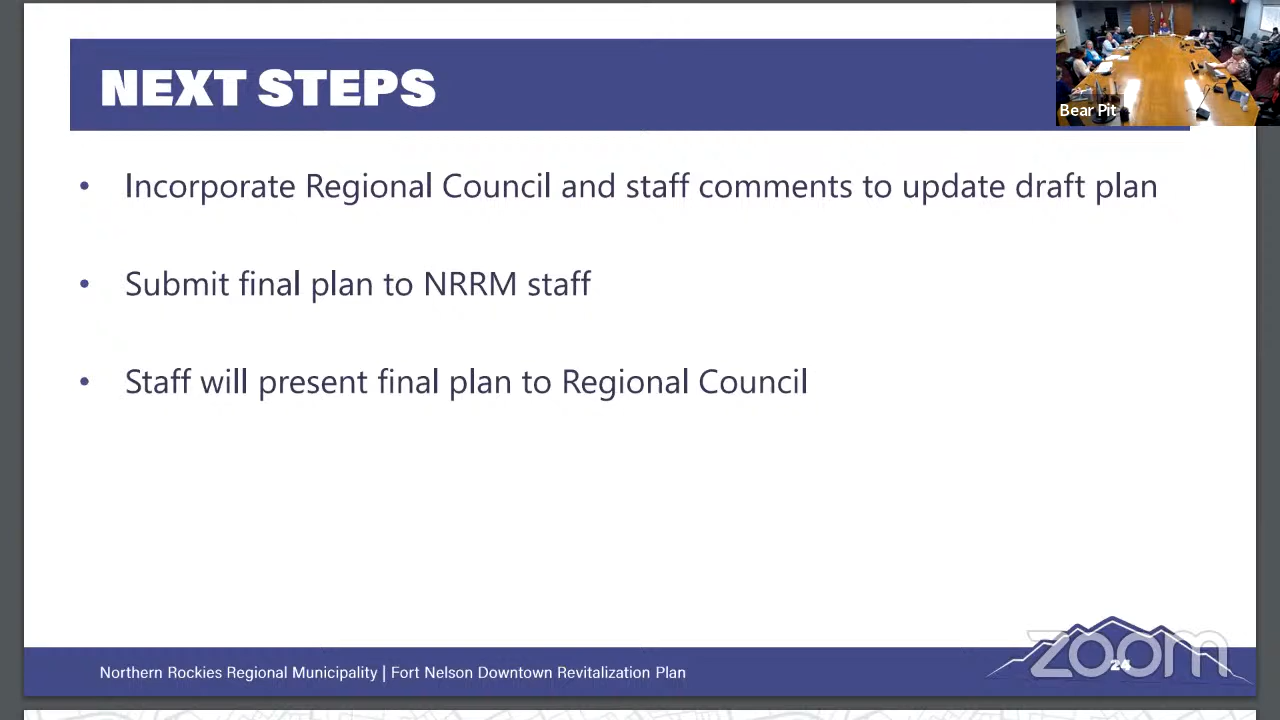 NEXT STEPS
Bear Pit
• Incorporate Regional Council and staff comments to update draft plan
• Submit final plan to NRRM staff
• Staff will present final plan to Regional Council
Northern Rockies Regional Municipality | Fort Nelson Downtown Revitalization Plan
24
zoom